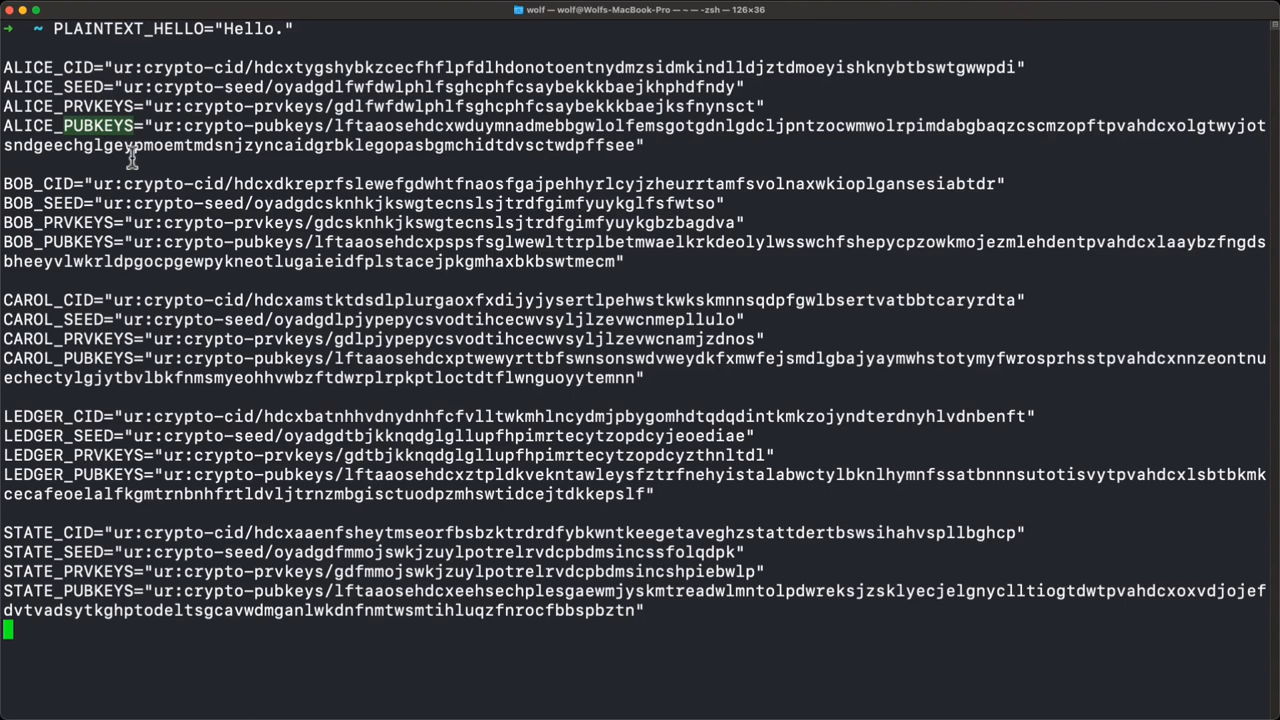 wolf — wolf@Wolfs-MacBook-Pro — ~ — -zsh — 126×36
→ ~ PLAINTEXT_HELLO="Hello."
ALICE_CID="ur:crypto-cid/hdcxtygshybkzcecfhflpfdlhdonotoentnydmzsidmkindlldjztdmoeyishknybtbswtgwwpdi"
ALICE_SEED="ur:crypto-seed/oyadgdlfwfdwlphlfsghcphfcsaybekkkbaejkhphdfndy"
ALICE_PRVKEYS="ur:crypto-prvkeys/gdlfwfdwlphlfsghcphfcsaybekkkbaejksfnynsct"
ALICE_PUBKEYS="ur:crypto-pubkeys/lftaaosehdcxwduymnadmebbgwlolfemsgotgdnlgdcljpntzocwmwolrpimdabgbaqzcscmzopftpvahdcxolgtwyjot
sndgeechglgeypmoemtmdsnjzyncaidgrbklegopasbgmchidtdvsctwdpffsee"
BOB_CID="ur:crypto-cid/hdcxdkreprfslewefgdwhtfnaosfgajpehhyrlcyjzheurrtamfsvolnaxwkioplgansesiabtdr"
BOB_SEED="ur:crypto-seed/oyadgdcsknhkjkswgtecnslsjtrdfgimfyuykglfsfwtso"
BOB_PRVKEYS="ur:crypto-prvkeys/gdcsknhkjkswgtecnslsjtrdfgimfyuykgbzbagdva"
BOB_PUBKEYS="ur:crypto-pubkeys/lftaaosehdcxpspsfsglwewlttrplbetmwaelkrkdeolylwsswchfshepycpzowkmojezmlehdentpvahdcxlaaybzfngds
bheeyvlwkrldpgocpgewpykneotlugaieidfplstacejpkgmhaxbkbswtmecm"
CAROL_CID="ur:crypto-cid/hdcxamstktdsdlplurgaoxfxdijyjysertlpehwstkwkskmnnsqdpfgwlbsertvatbbtcaryrdta"
CAROL_SEED="ur:crypto-seed/oyadgdlpjypepycsvodtihcecwvsyljlzevwcnmepllulo"
CAROL_PRVKEYS="ur:crypto-prvkeys/gdlpjypepycsvodtihcecwvsyljlzevwcnamjzdnos"
CAROL_PUBKEYS="ur:crypto-pubkeys/lftaaosehdcxptwewyrttbfswnsonswdvweydkfxmwfejsmdlgbajyaymwhstotymyfwrosprhsstpvahdcxnnzeontnu
echectylgjytbvlbkfnmsmyeohhvwbzftdwrplrpkptloctdtflwnguoyytemnn"
LEDGER_CID="ur:crypto-cid/hdcxbatnhhvdnydnhfcfvlltwkmhlncydmjpbygomhdtqdqdintkmkzojyndterdnyhlvdnbenft"
LEDGER_SEED="ur:crypto-seed/oyadgdtbjkknqdglgllupfhpimrtecytzopdcyjeoediae"
LEDGER_PRVKEYS="ur:crypto-prvkeys/gdtbjkknqdglgllupfhpimrtecytzopdcyzthnltdl"
LEDGER_PUBKEYS="ur:crypto-pubkeys/lftaaosehdcxztpldkvekntawleysfztrfnehyistalabwctylbknlhymnfssatbnnnsutotisvytpvahdcxlsbtbkmk
cecafeoelalfkgmtrnbnhfrtldvljtrnzmbgisctuodpzmhswtidcejtdkkepslf"
STATE_CID="ur:crypto-cid/hdcxaaenfsheytmseorfbsbzktrdrdfybkwntkeegetaveghzstattdertbswsihahvspllbghcp"
STATE_SEED="ur:crypto-seed/oyadgdfmmojswkjzuylpotrelrvdcpbdmsincssfolqdpk"
STATE_PRVKEYS="ur:crypto-prvkeys/gdfmmojswkjzuylpotrelrvdcpbdmsincshpiebwlp"
STATE_PUBKEYS="ur:crypto-pubkeys/lftaaosehdcxeehsechplesgaewmjyskmtreadwlmntolpdwreksjzsklyecjelgnyclltiogtdwtpvahdcxoxvdjojef
dvtvadsytkghptodeltsgcavwdmganlwkdnfnmtwsmtihluqzfnrocfbbspbztn"